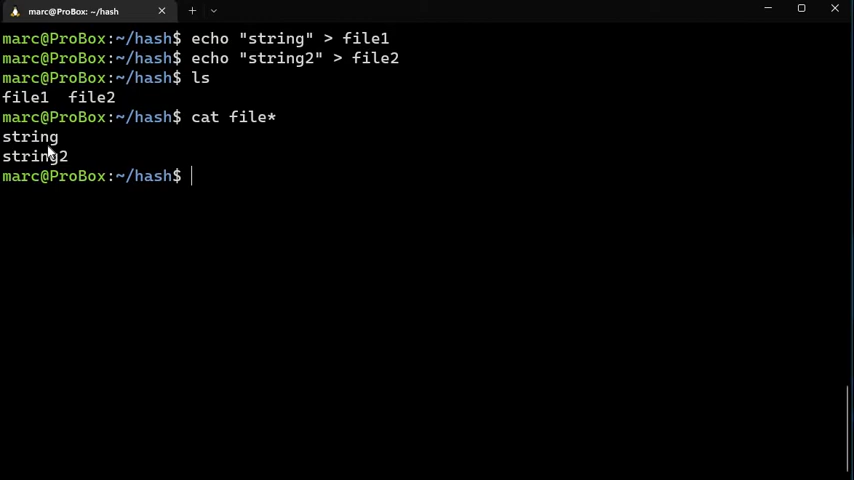 marc@ProBox: ~/hash
marc@ProBox:~/hash$ echo "string" > file1
marc@ProBox:~/hash$ echo "string2" > file2
marc@ProBox:~/hash$ ls
file1  file2
marc@ProBox:~/hash$ cat file*
string
string2
marc@ProBox:~/hash$